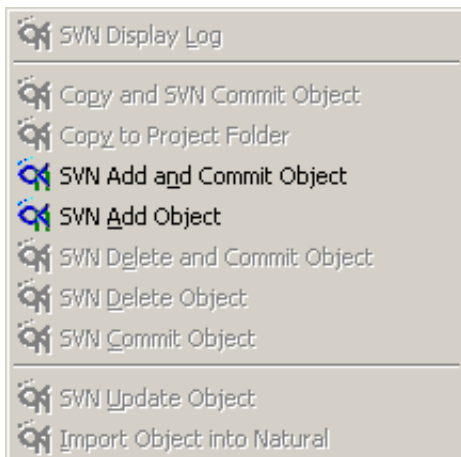 SVN Display Log
Copy and SVN Commit Object
Copy to Project Folder
SVN Add and Commit Object
SVN Add Object
SVN Delete and Commit Object
SVN Delete Object
SVN Commit Object
SVN Update Object
Import Object into Natural